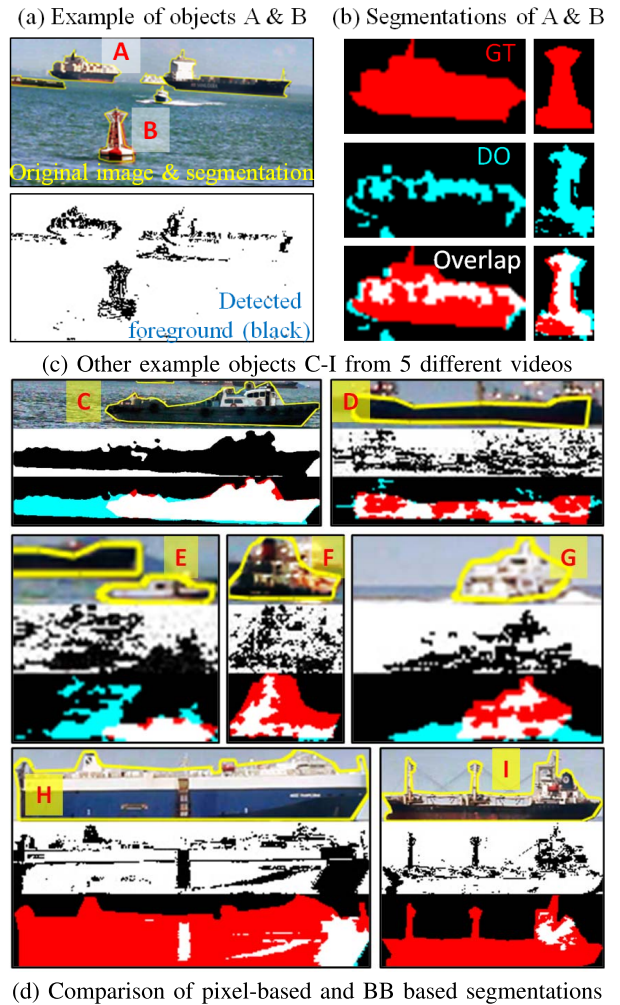 (a) Example of objects A & B
(b) Segmentations of A & B
A
B
Original image & segmentation
Detected
foreground (black)
GT
DO
Overlap
(c) Other example objects C-I from 5 different videos
C
D
E
F
G
H
I
(d) Comparison of pixel-based and BB based segmentations